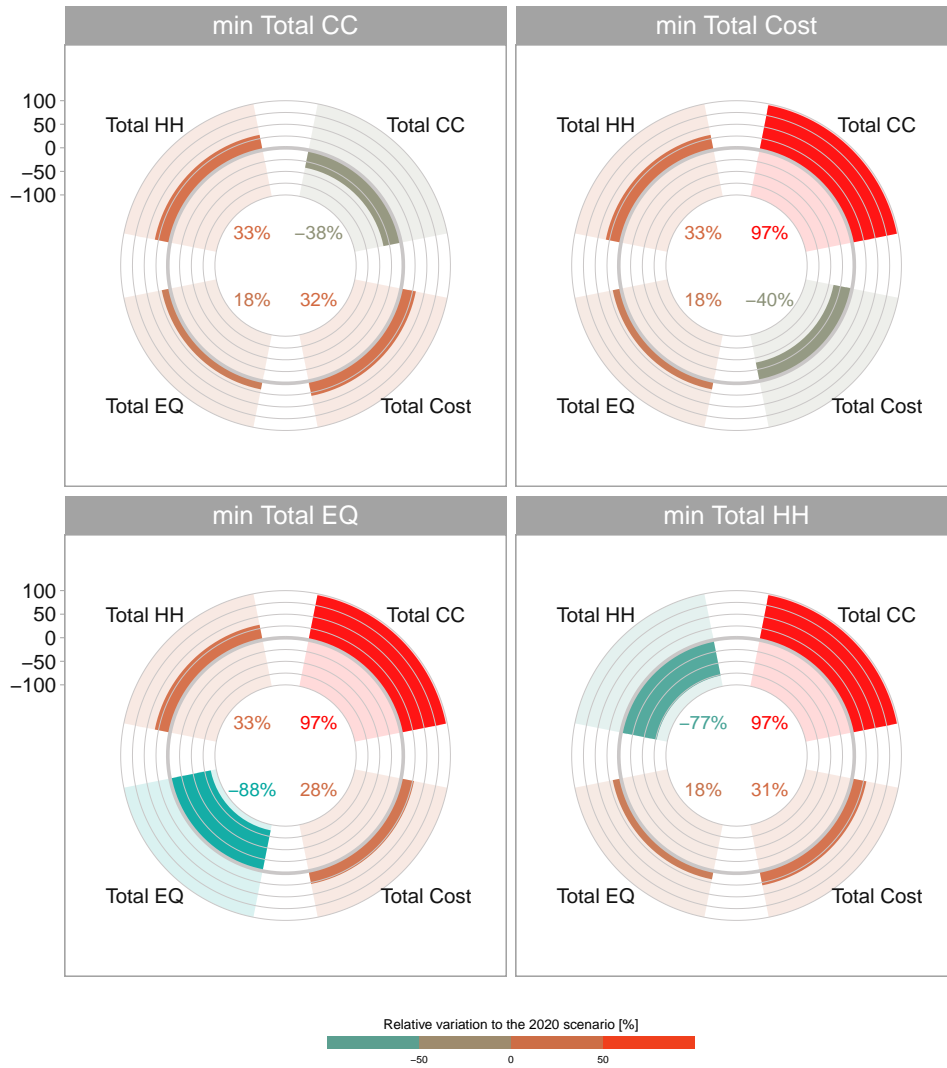 min Total CC
min Total Cost
100
50
0
−50
−100
Total HH
Total CC
33%
−38%
18%
32%
Total EQ
Total Cost
Total HH
Total CC
33%
97%
18%
−40%
Total EQ
Total Cost
min Total EQ
min Total HH
100
50
0
−50
−100
Total HH
Total CC
33%
97%
−88%
28%
Total EQ
Total Cost
Total HH
Total CC
−77%
97%
18%
31%
Total EQ
Total Cost
Relative variation to the 2020 scenario [%]
−50
0
50